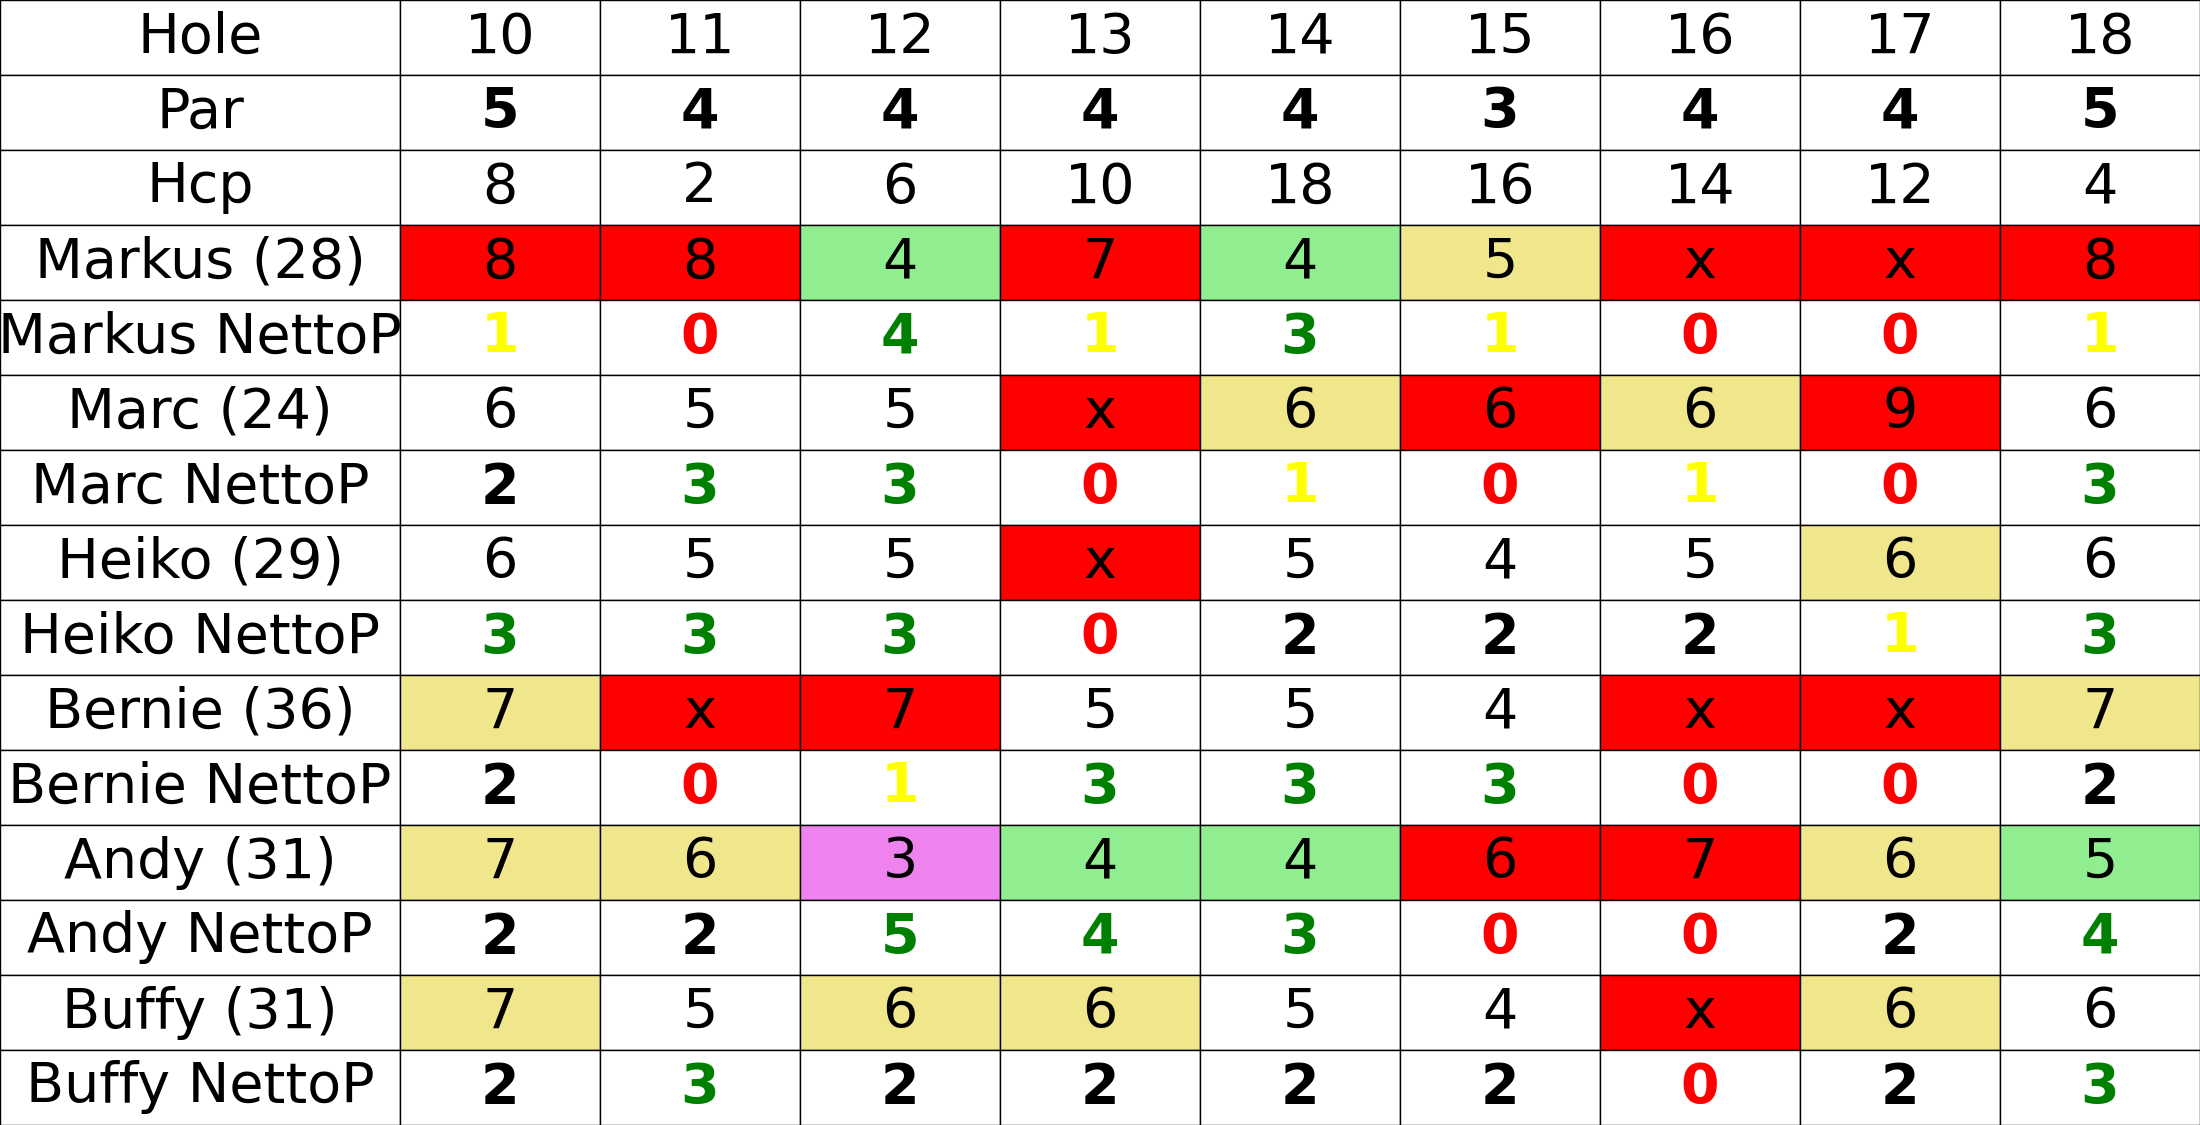 Hole 10 11 12 13 14 15 16 17 18
Par 5 4 4 4 4 3 4 4 5
Hcp 8 2 6 10 18 16 14 12 4
Markus (28) 8 8 4 7 4 5 x x 8
Markus NettoP 1 0 4 1 3 1 0 0 1
Marc (24) 6 5 5 x 6 6 6 9 6
Marc NettoP 2 3 3 0 1 0 1 0 3
Heiko (29) 6 5 5 x 5 4 5 6 6
Heiko NettoP 3 3 3 0 2 2 2 1 3
Bernie (36) 7 x 7 5 5 4 x x 7
Bernie NettoP 2 0 1 3 3 3 0 0 2
Andy (31) 7 6 3 4 4 6 7 6 5
Andy NettoP 2 2 5 4 3 0 0 2 4
Buffy (31) 7 5 6 6 5 4 x 6 6
Buffy NettoP 2 3 2 2 2 2 0 2 3